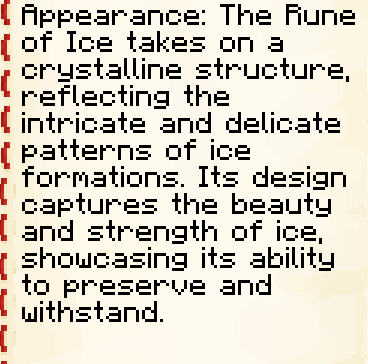 Appearance: The Rune
of Ice takes on a
crystalline structure,
reflecting the
intricate and delicate
patterns of ice
formations. Its design
captures the beauty
and strength of ice,
showcasing its ability
to preserve and
withstand.